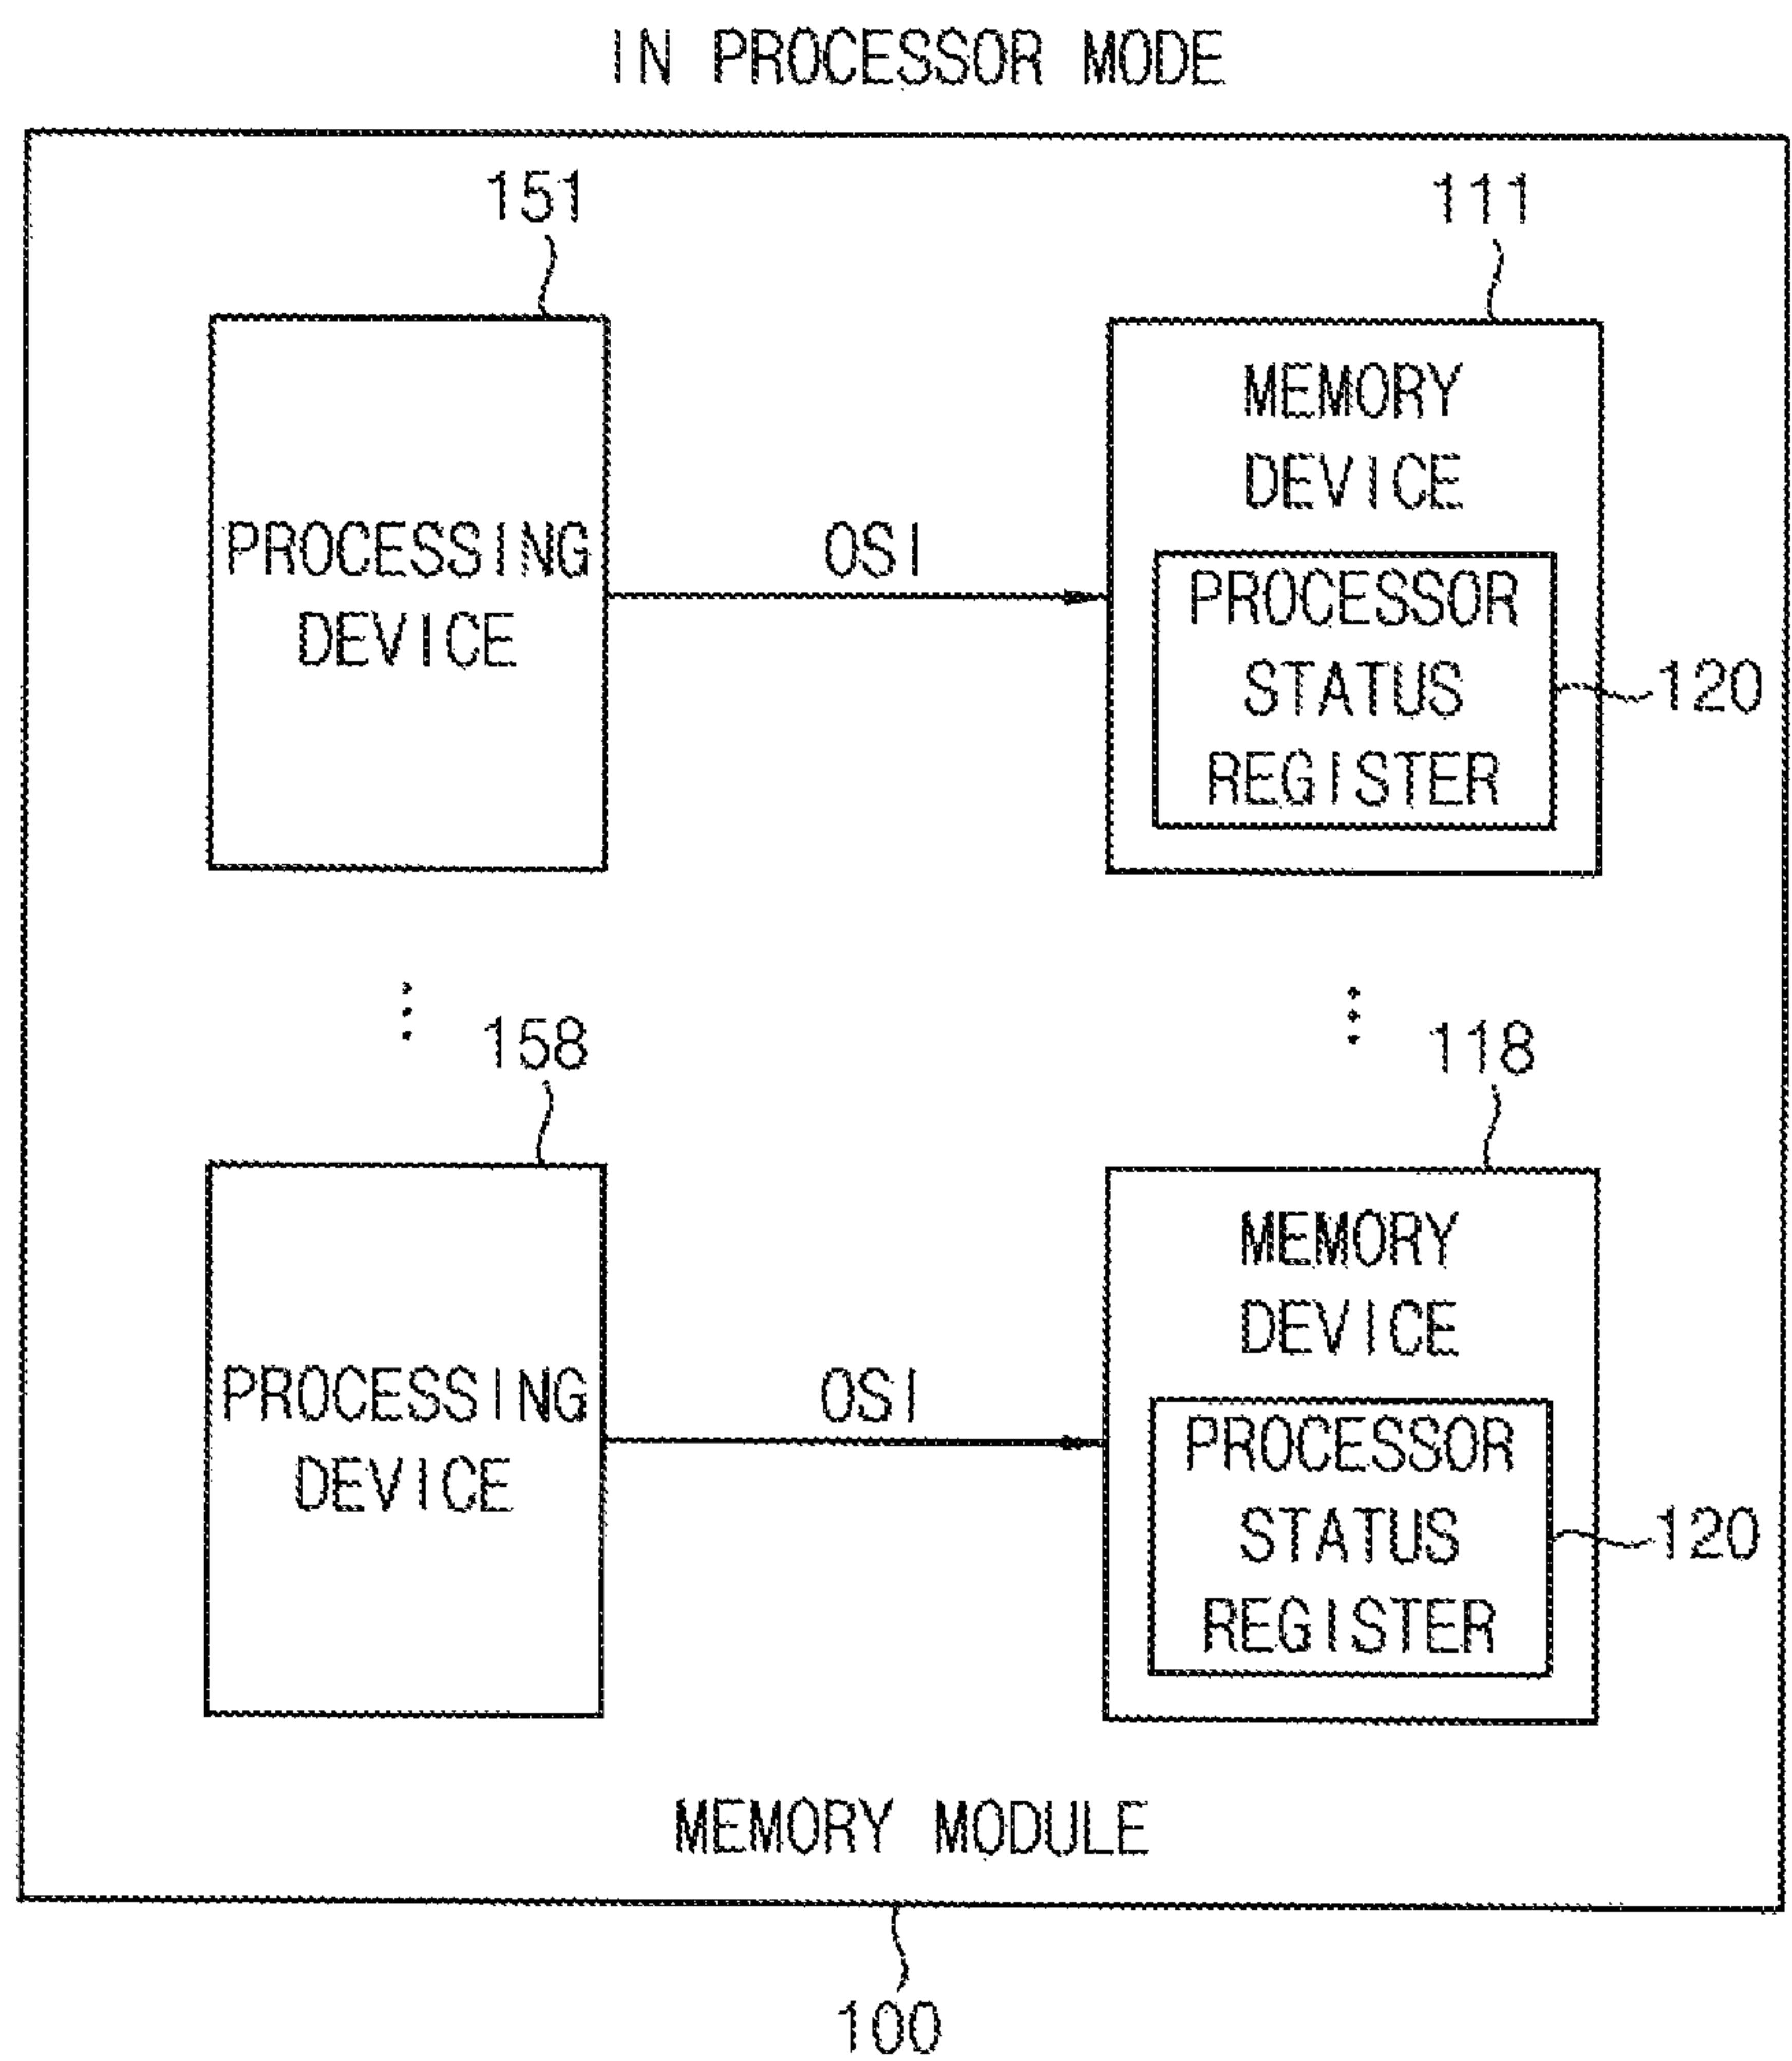 IN PROCESSOR MODE
151
111
PROCESSING
DEVICE
OSI
MEMORY
DEVICE
PROCESSOR
STATUS
REGISTER
120
158
118
PROCESSING
DEVICE
OSI
MEMORY
DEVICE
PROCESSOR
STATUS
REGISTER
120
MEMORY MODULE
100